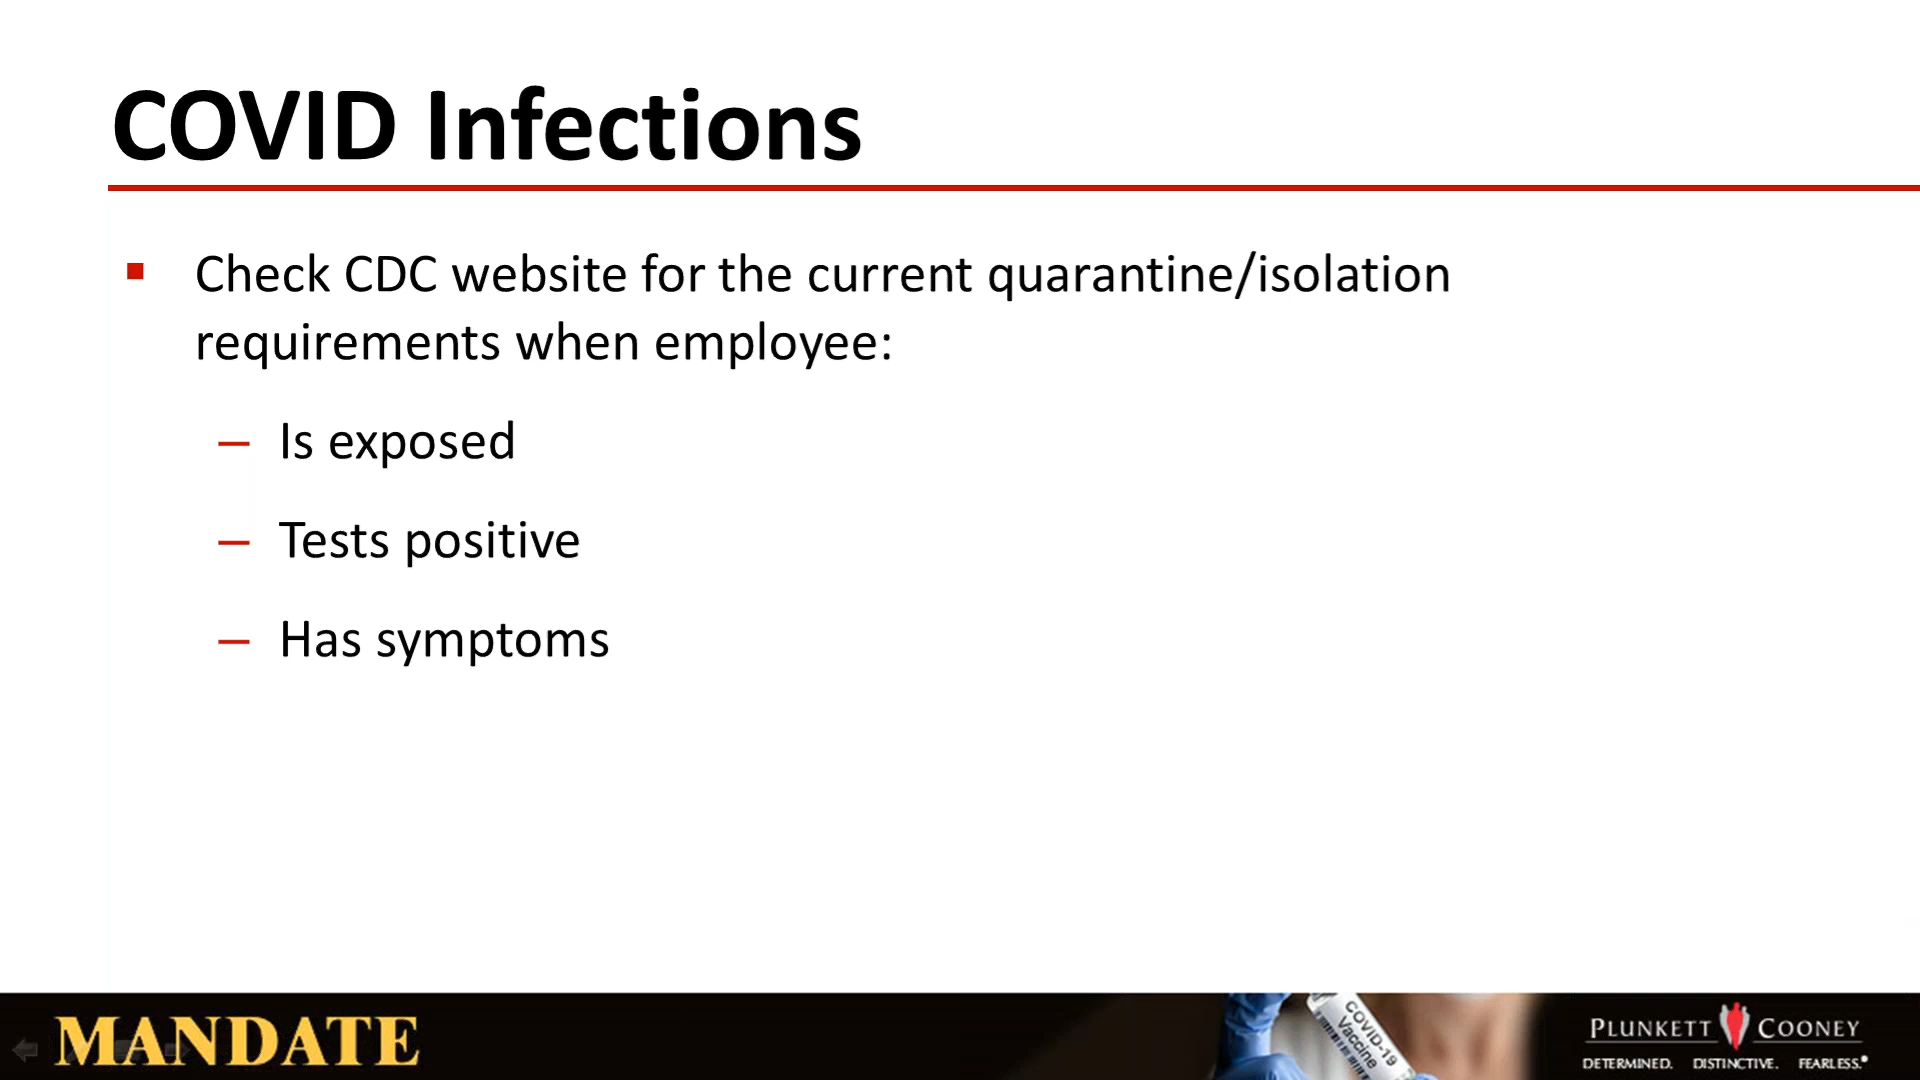 COVID Infections
▪ Check CDC website for the current quarantine/isolation
requirements when employee:
– Is exposed
– Tests positive
– Has symptoms
MANDATE
COVID-19
Vaccine
PLUNKETT COONEY
DETERMINED. DISTINCTIVE. FEARLESS.®